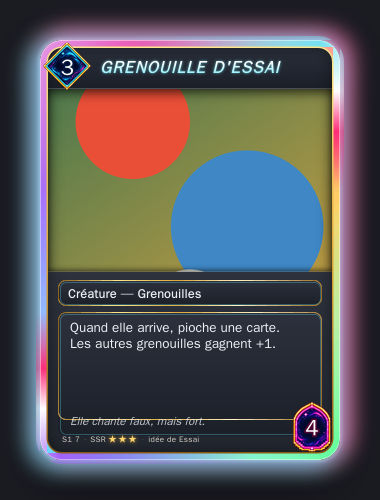 3
GRENOUILLE D'ESSAI
Créature — Grenouilles
Quand elle arrive, pioche une carte.
Les autres grenouilles gagnent +1.
Elle chante faux, mais fort.
S1 7 · SSR ★★★ · idée de Essai
4